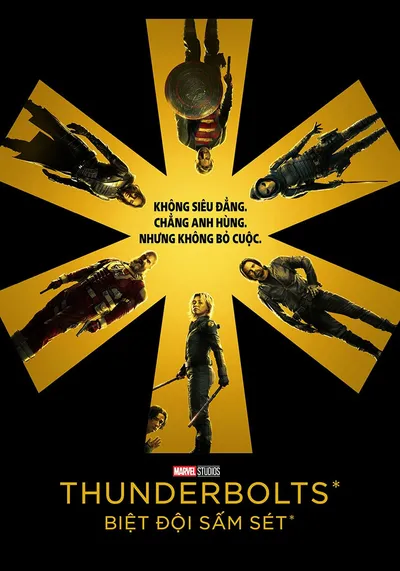 KHÔNG SIÊU ĐẲNG.
CHẲNG ANH HÙNG.
NHƯNG KHÔNG BỎ CUỘC.
MARVEL STUDIOS
THUNDERBOLTS*
BIỆT ĐỘI SẤM SÉT*